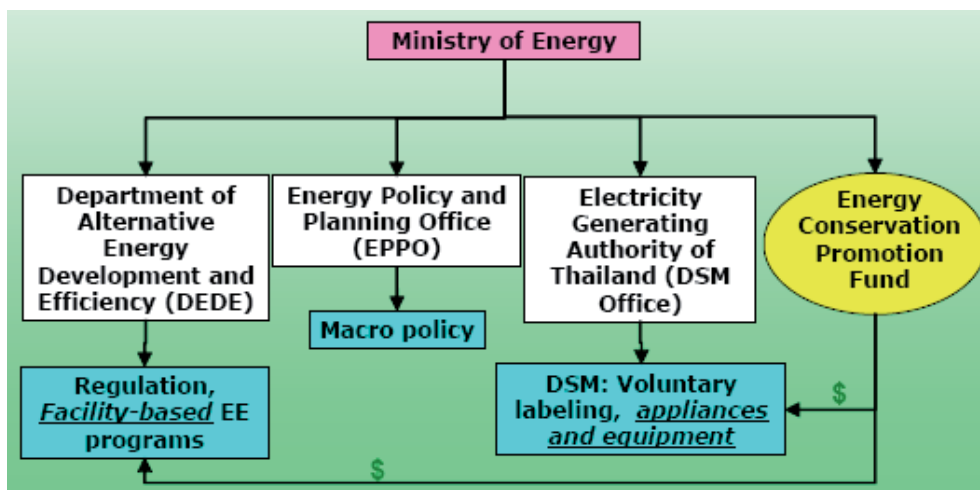 Ministry of Energy
Department of
Alternative
Energy
Development and
Efficiency (DEDE)
Energy Policy and
Planning Office
(EPPO)
Electricity
Generating
Authority of
Thailand (DSM
Office)
Energy
Conservation
Promotion
Fund
Macro policy
Regulation,
Facility-based EE
programs
DSM: Voluntary
labeling, appliances
and equipment
$
$